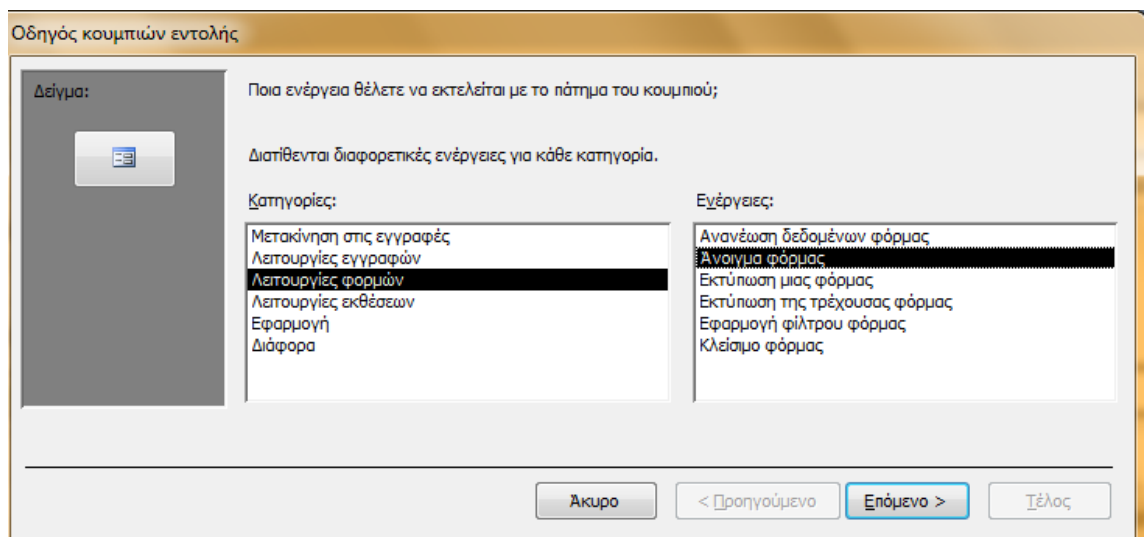 Οδηγός κουμπιών εντολής
Δείγμα:
Ποια ενέργεια θέλετε να εκτελείται με το πάτημα του κουμπιού;
Διατίθενται διαφορετικές ενέργειες για κάθε κατηγορία.
Κατηγορίες:
Μετακίνηση στις εγγραφές
Λειτουργίες εγγραφών
Λειτουργίες φορμών
Λειτουργίες εκθέσεων
Εφαρμογή
Διάφορα
Ενέργειες:
Ανανέωση δεδομένων φόρμας
Άνοιγμα φόρμας
Εκτύπωση μιας φόρμας
Εκτύπωση της τρέχουσας φόρμας
Εφαρμογή φίλτρου φόρμας
Κλείσιμο φόρμας
Άκυρο
< Προηγούμενο
Επόμενο >
Τέλος